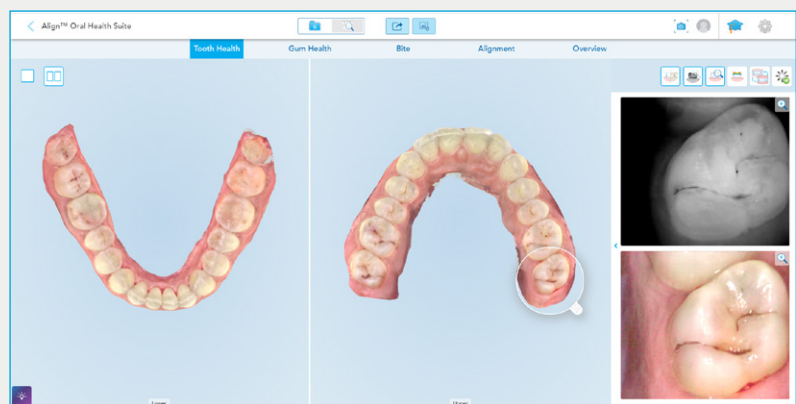 Align™ Oral Health Suite
Tooth Health
Gum Health
Bite
Alignment
Overview